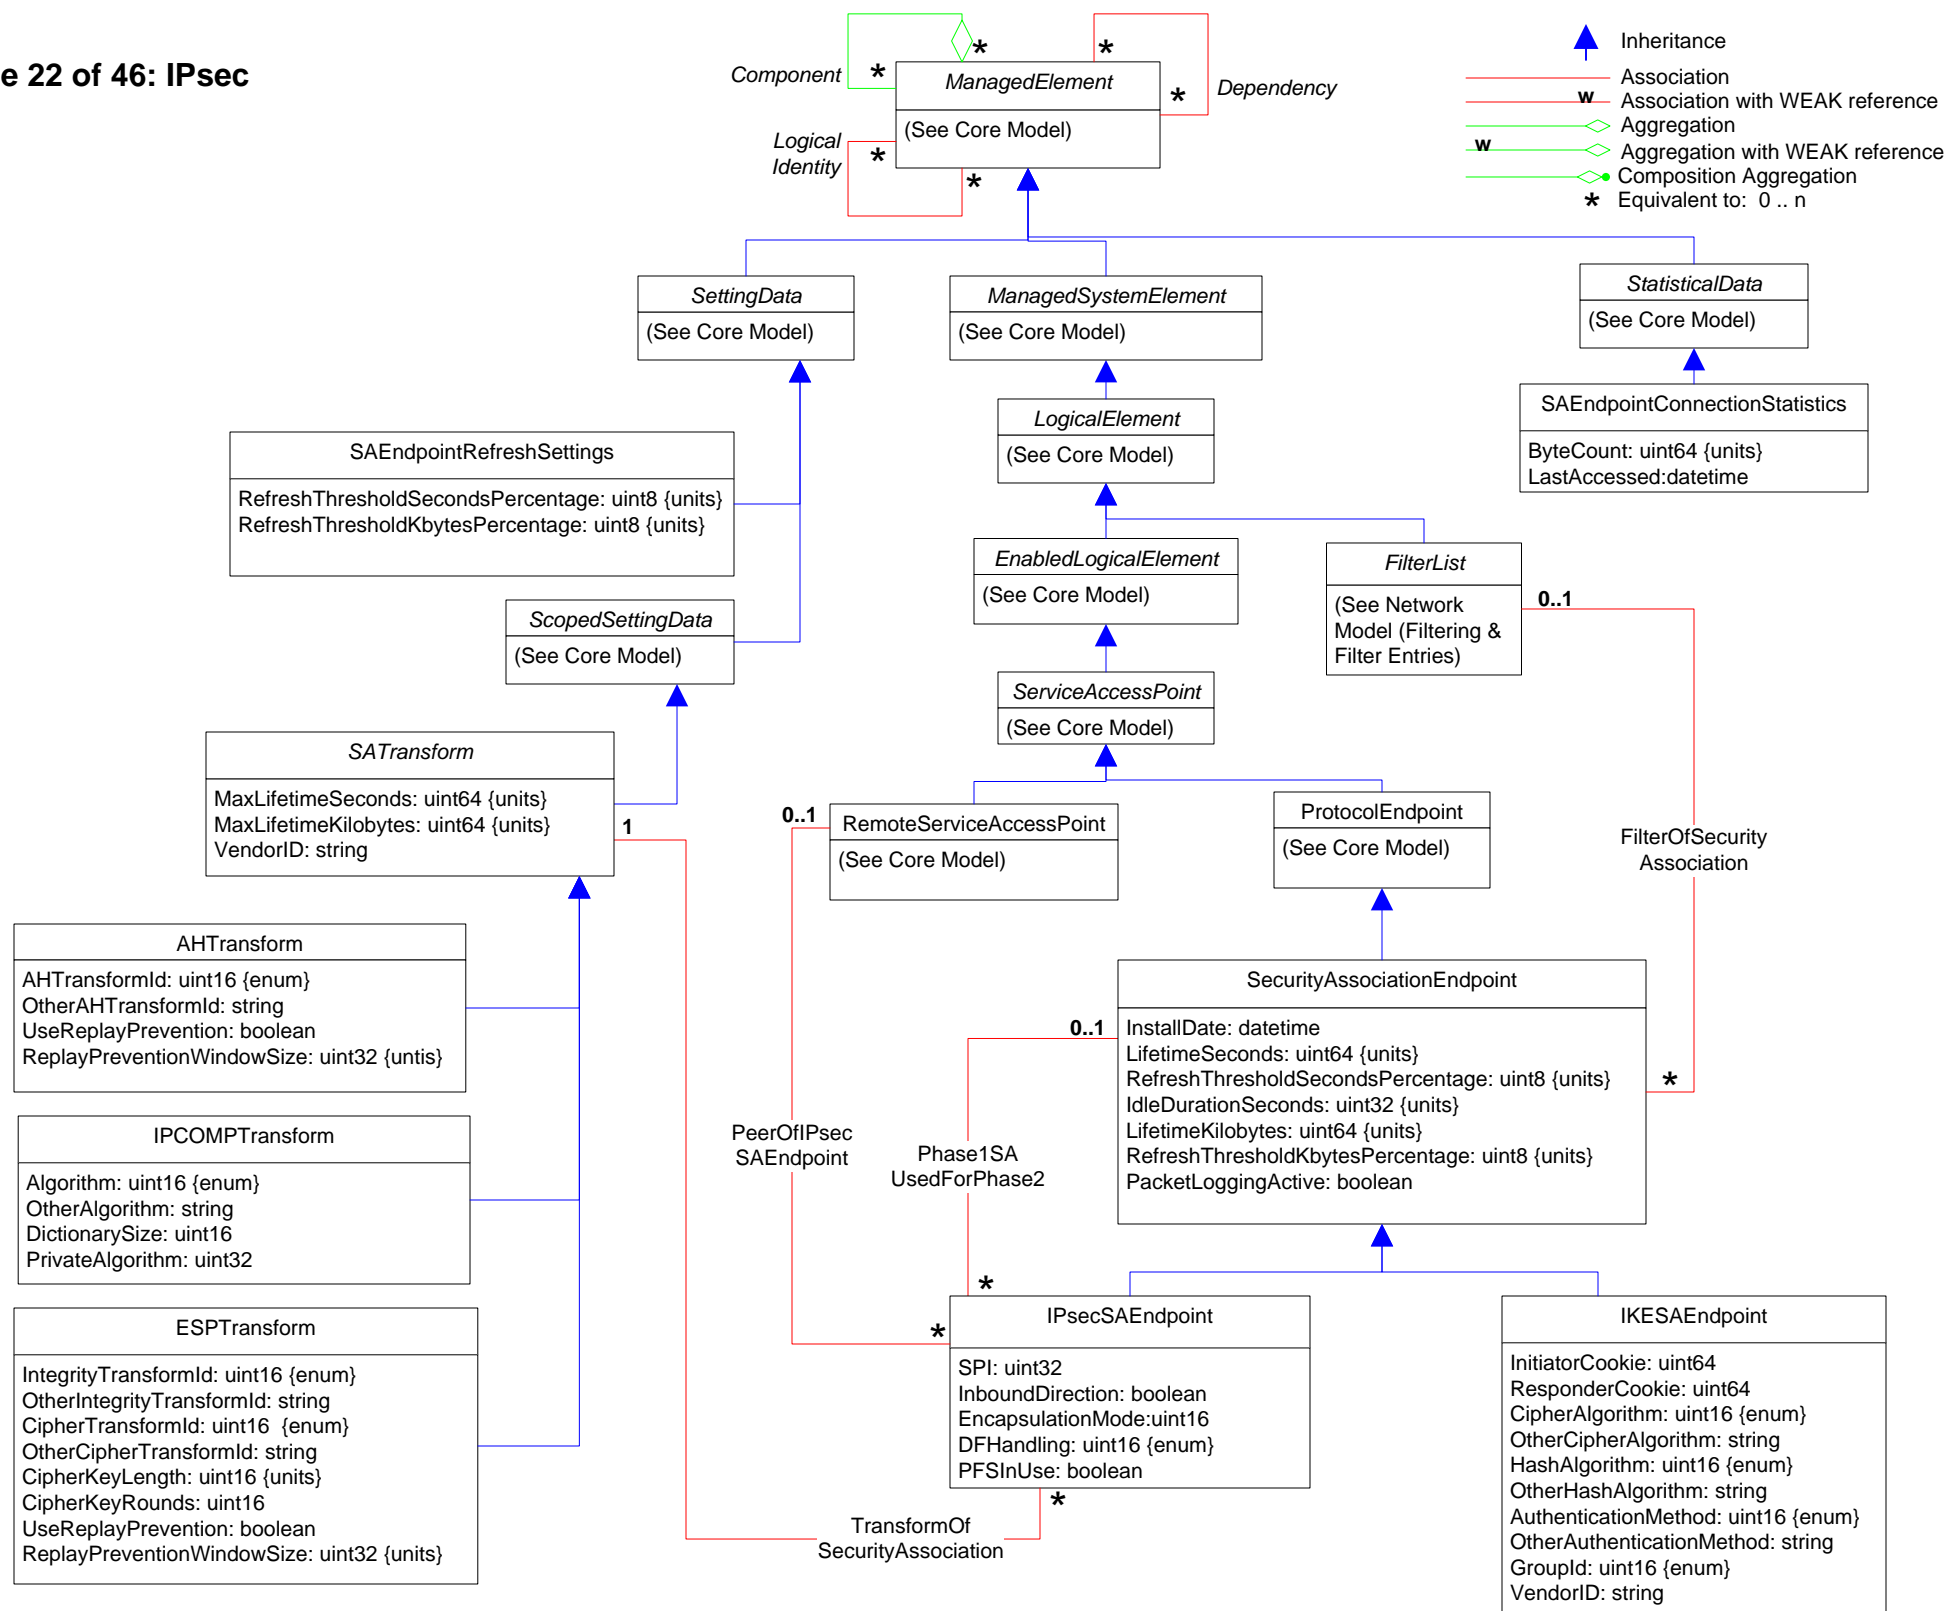 e 22 of 46: IPsec
Component
*
*
ManagedElement
(See Core Model)
*
*
Dependency
Logical
Identity
*
*
Inheritance
Association
w
Association with WEAK reference
Aggregation
w
Aggregation with WEAK reference
Composition Aggregation
*
Equivalent to: 0 .. n
SettingData
(See Core Model)
ManagedSystemElement
(See Core Model)
StatisticalData
(See Core Model)
SAEndpointConnectionStatistics
ByteCount: uint64 {units}
LastAccessed:datetime
LogicalElement
(See Core Model)
SAEndpointRefreshSettings
RefreshThresholdSecondsPercentage: uint8 {units}
RefreshThresholdKbytesPercentage: uint8 {units}
EnabledLogicalElement
(See Core Model)
FilterList
(See Network
Model (Filtering &
Filter Entries)
0..1
ScopedSettingData
(See Core Model)
ServiceAccessPoint
(See Core Model)
SATransform
MaxLifetimeSeconds: uint64 {units}
MaxLifetimeKilobytes: uint64 {units}
VendorID: string
1
0..1
RemoteServiceAccessPoint
(See Core Model)
ProtocolEndpoint
(See Core Model)
FilterOfSecurity
Association
AHTransform
AHTransformId: uint16 {enum}
OtherAHTransformId: string
UseReplayPrevention: boolean
ReplayPreventionWindowSize: uint32 {untis}
SecurityAssociationEndpoint
InstallDate: datetime
LifetimeSeconds: uint64 {units}
RefreshThresholdSecondsPercentage: uint8 {units}
IdleDurationSeconds: uint32 {units}
LifetimeKilobytes: uint64 {units}
RefreshThresholdKbytesPercentage: uint8 {units}
PacketLoggingActive: boolean
0..1
*
IPCOMPTransform
Algorithm: uint16 {enum}
OtherAlgorithm: string
DictionarySize: uint16
PrivateAlgorithm: uint32
PeerOfIPsec
SAEndpoint
Phase1SA
UsedForPhase2
*
*
ESPTransform
IntegrityTransformId: uint16 {enum}
OtherIntegrityTransformId: string
CipherTransformId: uint16 {enum}
OtherCipherTransformId: string
CipherKeyLength: uint16 {units}
CipherKeyRounds: uint16
UseReplayPrevention: boolean
ReplayPreventionWindowSize: uint32 {units}
IPsecSAEndpoint
SPI: uint32
InboundDirection: boolean
EncapsulationMode:uint16
DFHandling: uint16 {enum}
PFSInUse: boolean
*
TransformOf
SecurityAssociation
IKESAEndpoint
InitiatorCookie: uint64
ResponderCookie: uint64
CipherAlgorithm: uint16 {enum}
OtherCipherAlgorithm: string
HashAlgorithm: uint16 {enum}
OtherHashAlgorithm: string
AuthenticationMethod: uint16 {enum}
OtherAuthenticationMethod: string
GroupId: uint16 {enum}
VendorID: string